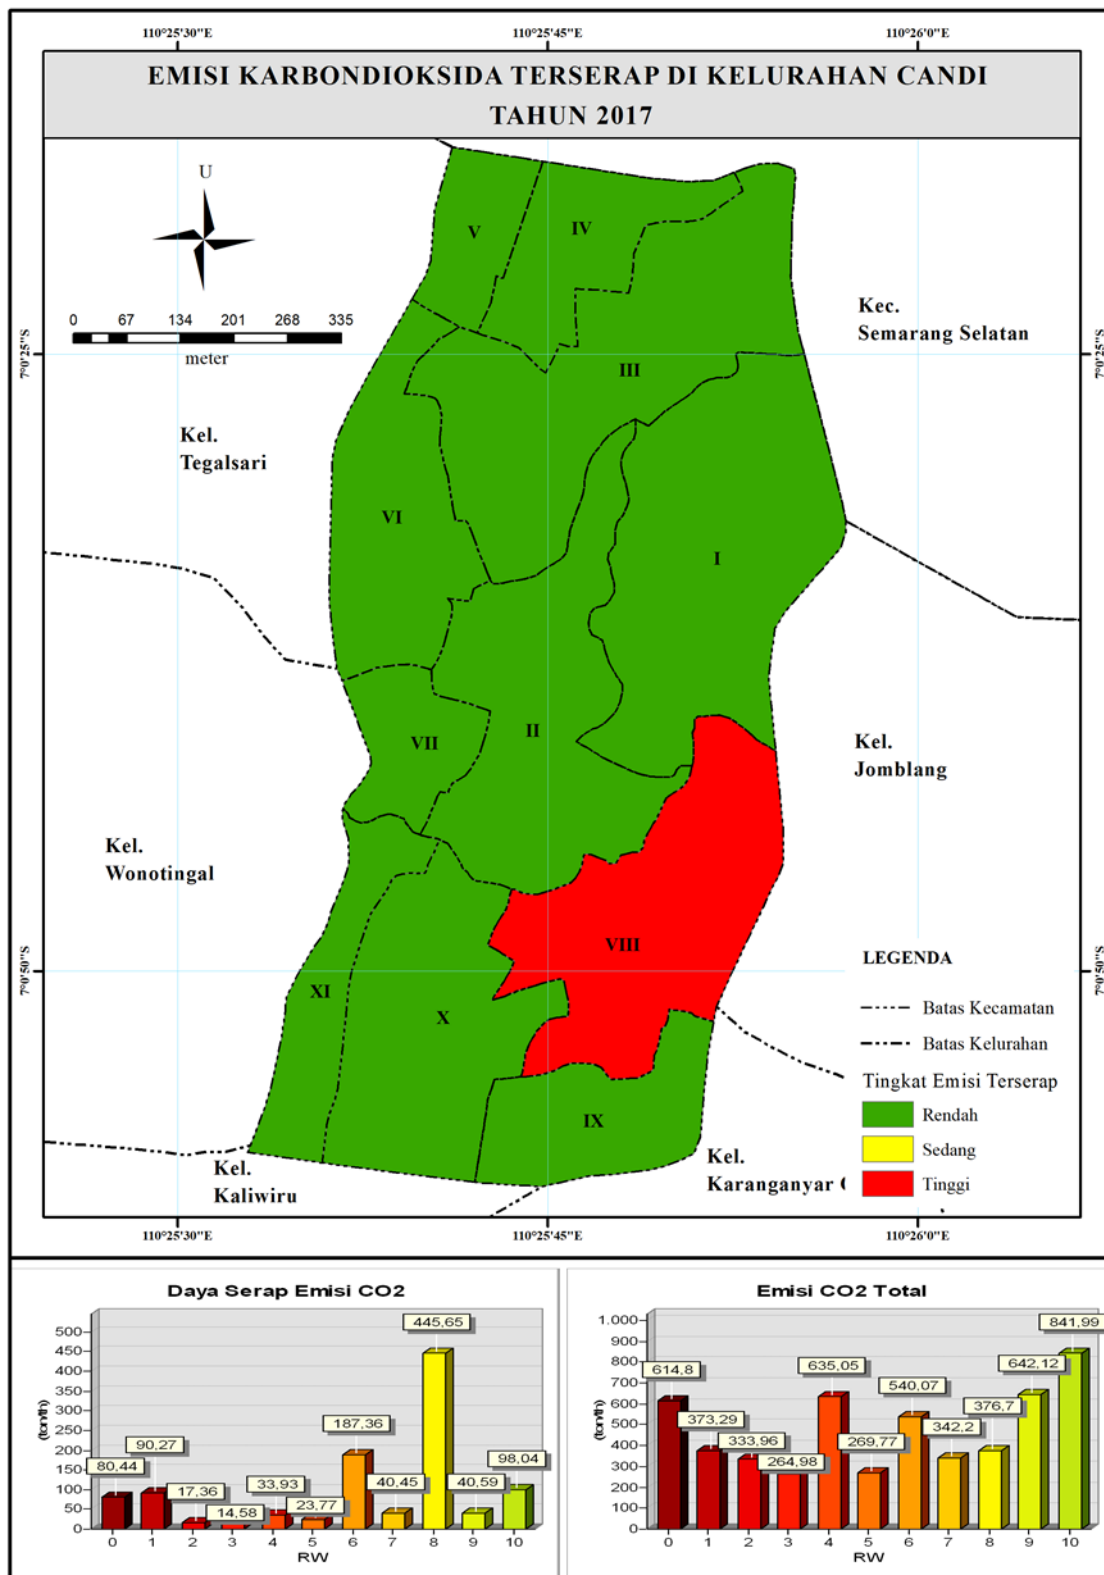 110°25'30"E
110°25'45"E
110°26'0"E
EMISI KARBONDIOKSIDA TERSERAP DI KELURAHAN CANDI
TAHUN 2017
U
0 67 134 201 268 335
meter
7°0'25"S
7°0'25"S
V
IV
III
VI
I
II
VII
VIII
XI
X
IX
Kec.
Semarang Selatan
Kel.
Tegalsari
Kel.
Jomblang
Kel.
Wonotingal
7°0'50"S
7°0'50"S
Kel.
Kaliwiru
Kel.
Karanganyar
LEGENDA
Batas Kecamatan
Batas Kelurahan
Tingkat Emisi Terserap
Rendah
Sedang
Tinggi
110°25'30"E
110°25'45"E
110°26'0"E
Daya Serap Emisi CO2
(ton/th)
500
450
400
350
300
250
200
150
100
50
0
80,44
90,27
17,36
14,58
33,93
23,77
187,36
40,45
445,65
40,59
98,04
0 1 2 3 4 5 6 7 8 9 10
RW
Emisi CO2 Total
(ton/th)
1.000
900
800
700
600
500
400
300
200
100
0
614,8
373,29
333,96
264,98
635,05
269,77
540,07
342,2
376,7
642,12
841,99
0 1 2 3 4 5 6 7 8 9 10
RW